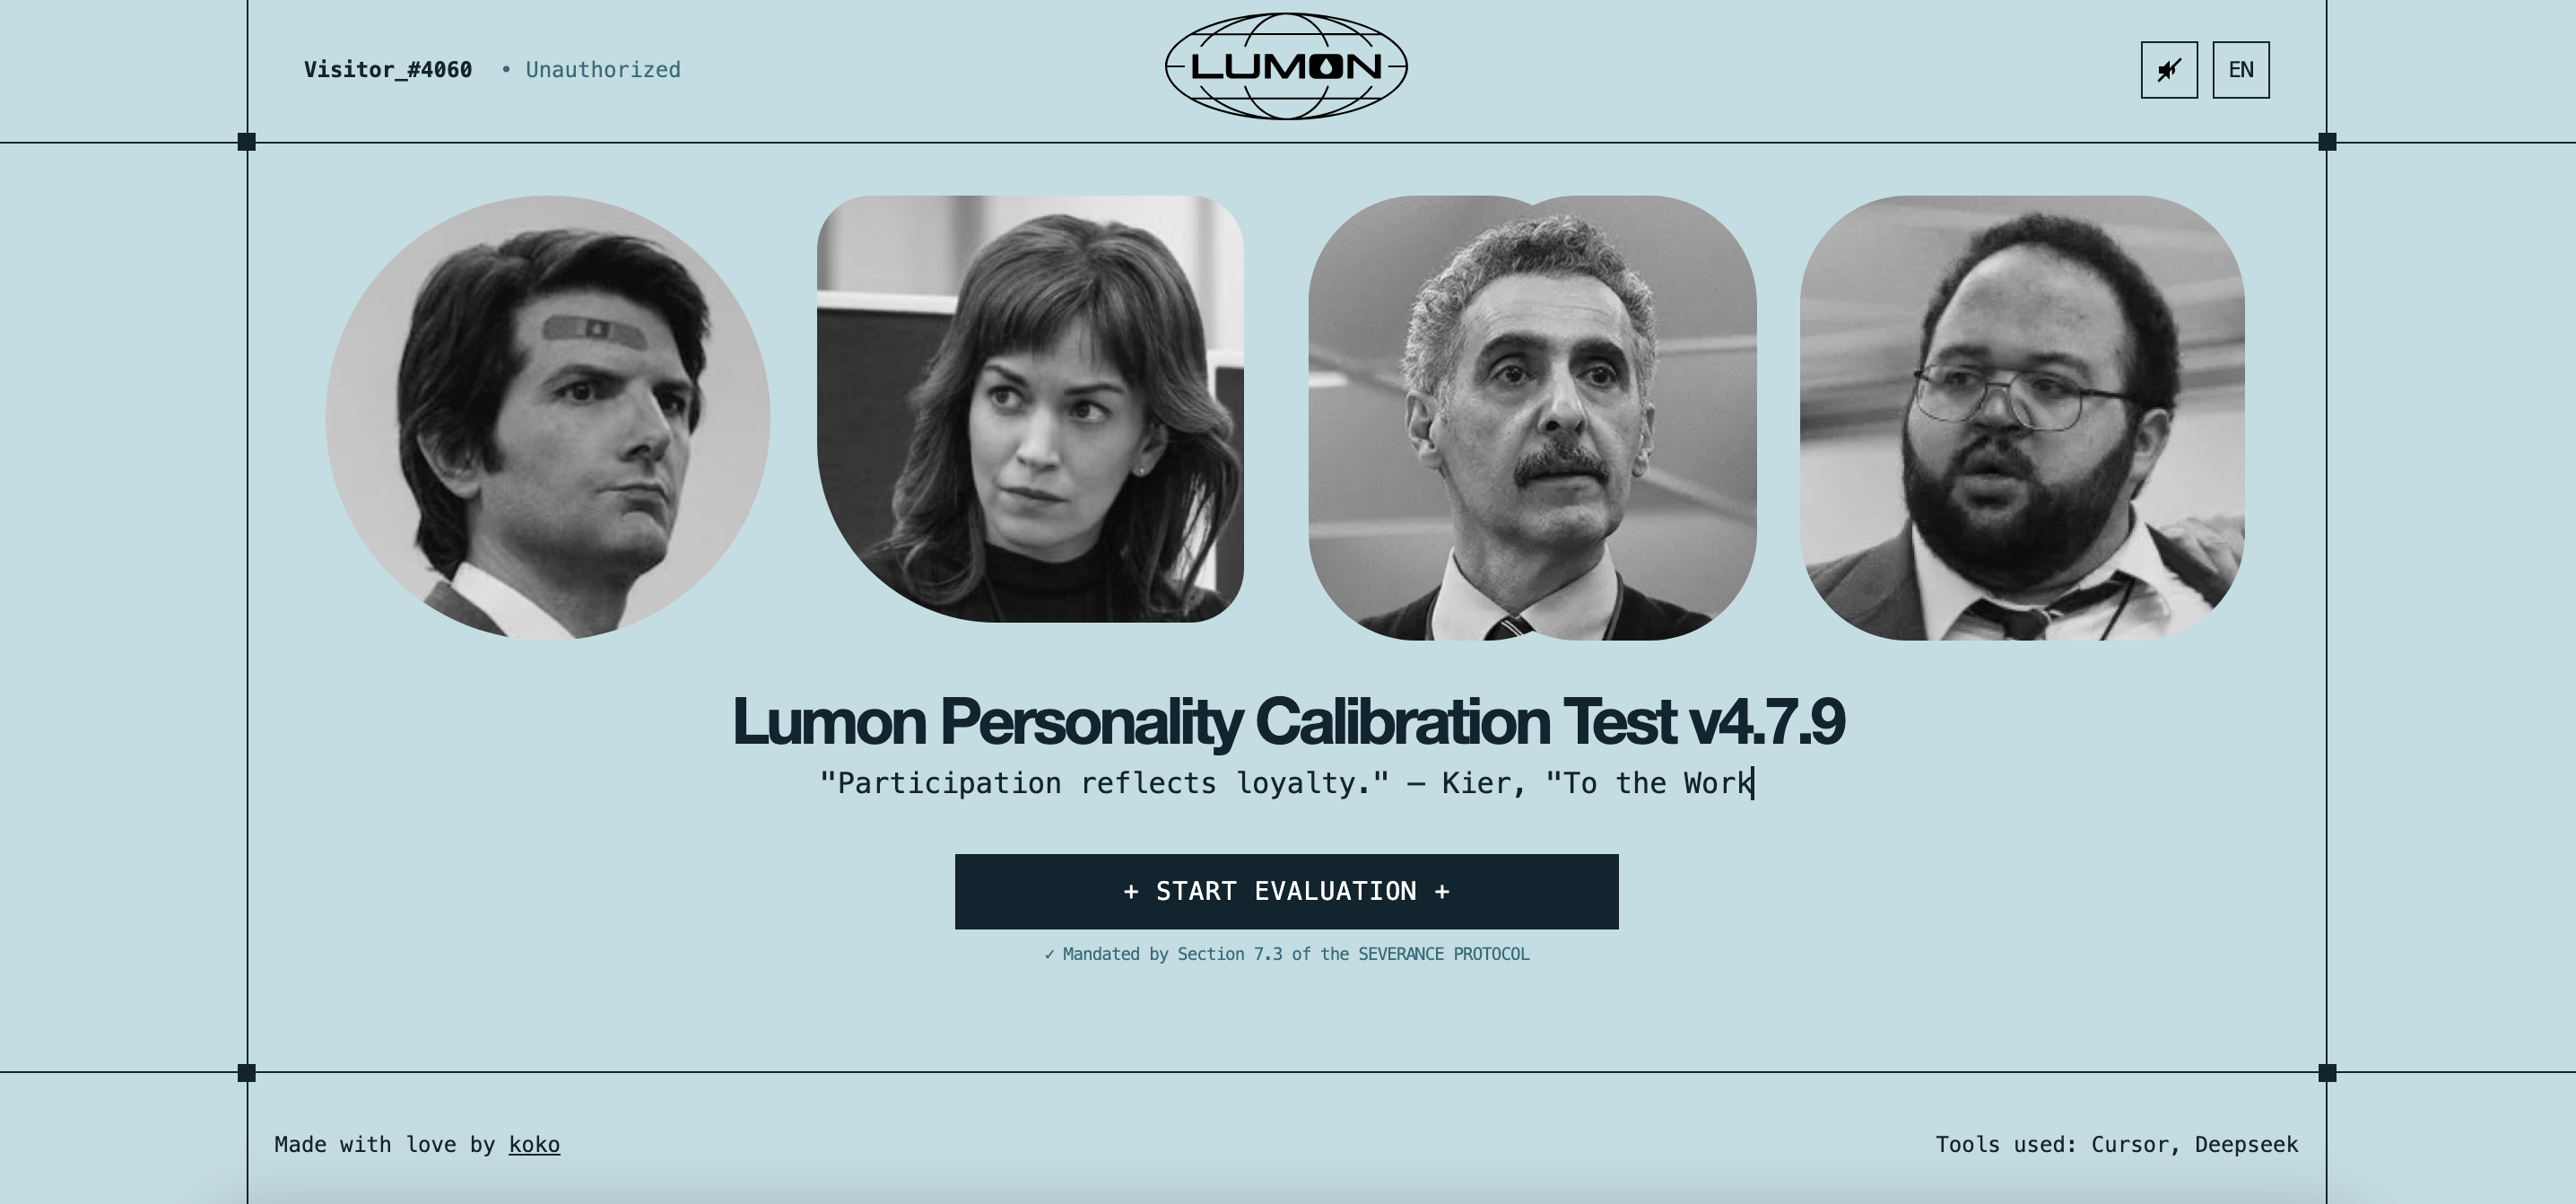 Visitor_#4060 • Unauthorized
LUMON
EN
Lumon Personality Calibration Test v4.7.9
"Participation reflects loyalty." — Kier, "To the Work
+ START EVALUATION +
✓ Mandated by Section 7.3 of the SEVERANCE PROTOCOL
Made with love by koko
Tools used: Cursor, Deepseek